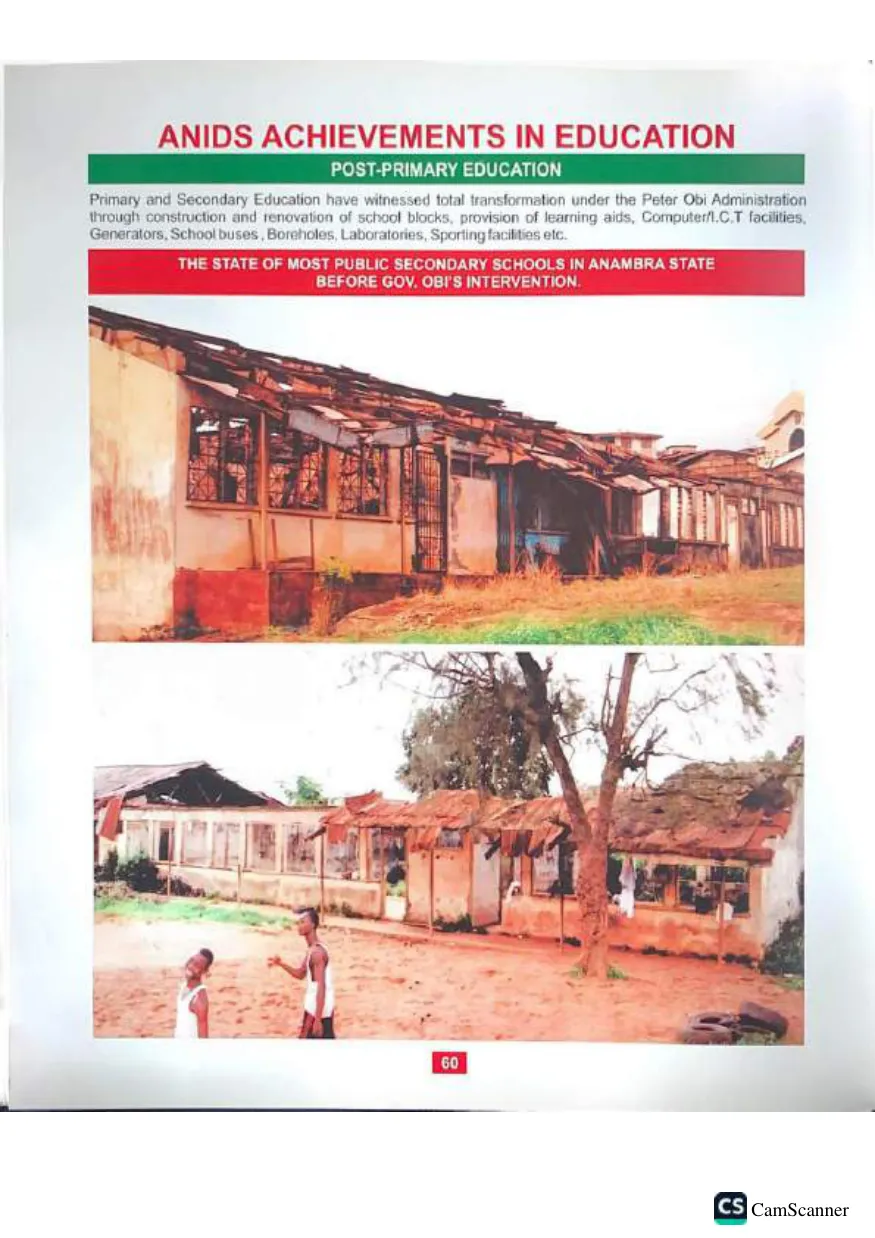 ANIDS ACHIEVEMENTS IN EDUCATION
POST-PRIMARY EDUCATION
Primary and Secondary Education have witnessed total transformation under the Peter Obi Administration
through construction and renovation of school blocks, provision of learning aids, Computer/I.C.T facilities,
Generators, School buses , Boreholes, Laboratories, Sporting facilities etc.
THE STATE OF MOST PUBLIC SECONDARY SCHOOLS IN ANAMBRA STATE
BEFORE GOV. OBI'S INTERVENTION.
60
CS CamScanner